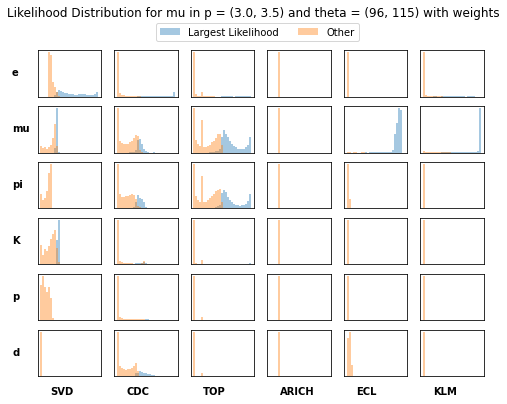 Likelihood Distribution for mu in p = (3.0, 3.5) and theta = (96, 115) with weights
Largest Likelihood Other
e
mu
pi
K
p
d
SVD CDC TOP ARICH ECL KLM